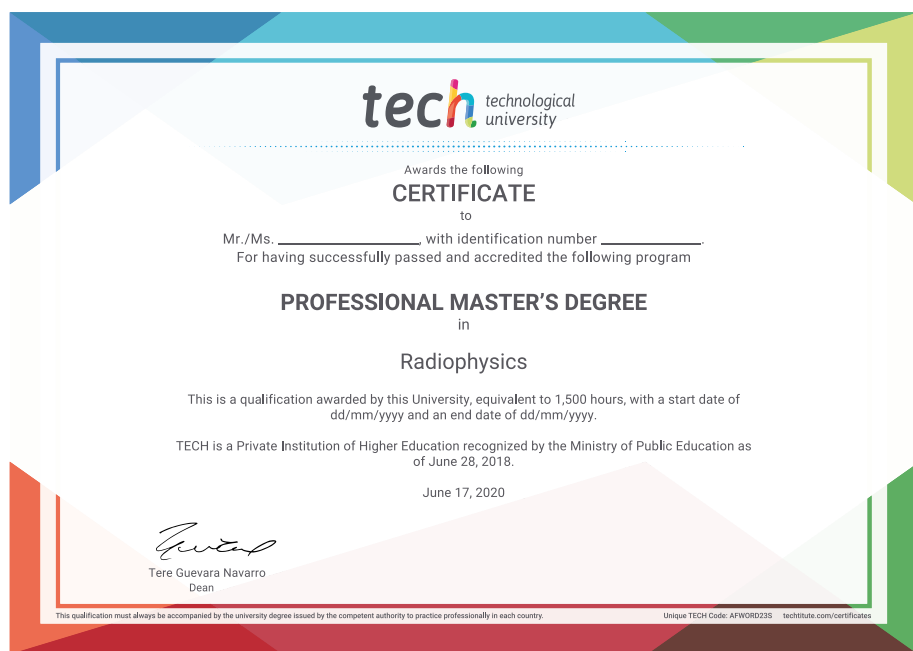 tech technological
university
Awards the following
CERTIFICATE
to
Mr./Ms. ____________________, with identification number ______________.
For having successfully passed and accredited the following program
PROFESSIONAL MASTER'S DEGREE
in
Radiophysics
This is a qualification awarded by this University, equivalent to 1,500 hours, with a start date of
dd/mm/yyyy and an end date of dd/mm/yyyy.
TECH is a Private Institution of Higher Education recognized by the Ministry of Public Education as
of June 28, 2018.
June 17, 2020
Tere Guevara Navarro
Dean
This qualification must always be accompanied by the university degree issued by the competent authority to practice professionally in each country.
Unique TECH Code: AFWORD23S techtitute.com/certificates